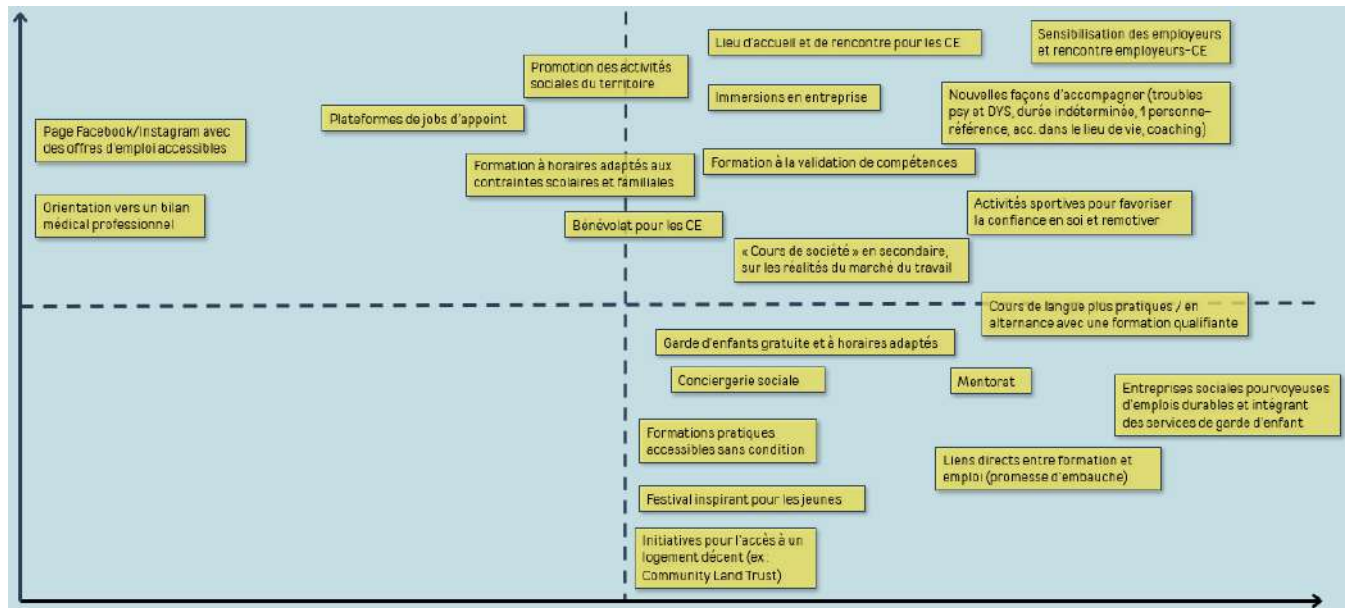 Lieu d'accueil et de rencontre pour les CE
Sensibilisation des employeurs
et rencontre employeurs-CE
Promotion des activités
sociales du territoire
Immersions en entreprise
Nouvelles façons d'accompagner (troubles
psy et DYS, durée indéterminée, 1 personne-
référence, acc. dans le lieu de vie, coaching)
Plateformes de jobs d'appoint
Page Facebook/Instagram avec
des offres d'emploi accessibles
Formation à horaires adaptés aux
contraintes scolaires et familiales
Formation à la validation de compétences
Orientation vers un bilan
médical professionnel
Activités sportives pour favoriser
la confiance en soi et remotiver
Bénévolat pour les CE
« Cours de société » en secondaire,
sur les réalités du marché du travail
Cours de langue plus pratiques / en
alternance avec une formation qualifiante
Garde d'enfants gratuite et à horaires adaptés
Conciergerie sociale
Mentorat
Entreprises sociales pourvoyeuses
d'emplois durables et intégrant
des services de garde d'enfant
Formations pratiques
accessibles sans condition
Liens directs entre formation et
emploi (promesse d'embauche)
Festival inspirant pour les jeunes
Initiatives pour l'accès à un
logement décent (ex :
Community Land Trust)